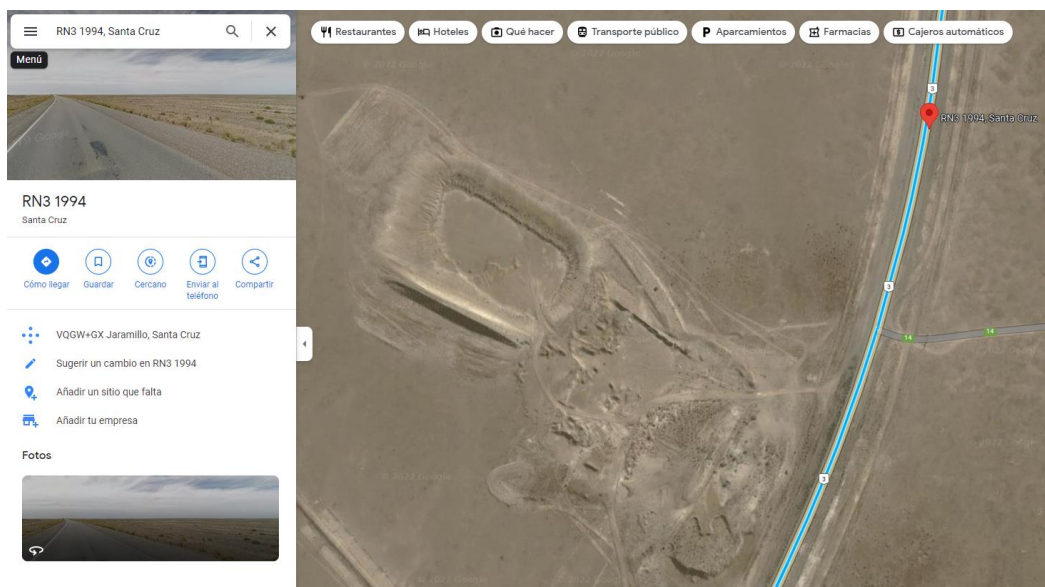 RN3 1994, Santa Cruz
Restaurantes
Hoteles
Qué hacer
Transporte público
Aparcamientos
Farmacias
Cajeros automáticos
Menú
RN3 1994
Santa Cruz
Cómo llegar
Guardar
Cercano
Enviar al
teléfono
Compartir
VQGW+GX Jaramillo, Santa Cruz
Sugerir un cambio en RN3 1994
Añadir un sitio que falta
Añadir tu empresa
Fotos
3
RN3 1994, Santa Cruz
3
14
14
3